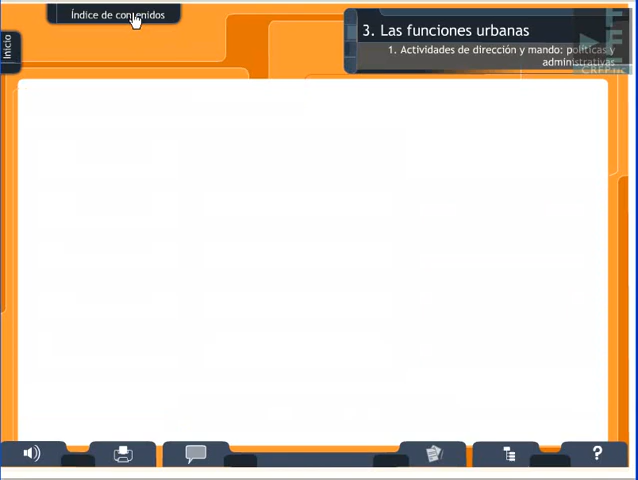 Índice de contenidos
Inicio
3. Las funciones urbanas
1. Actividades de dirección y mando: políticas y
administrativas
?